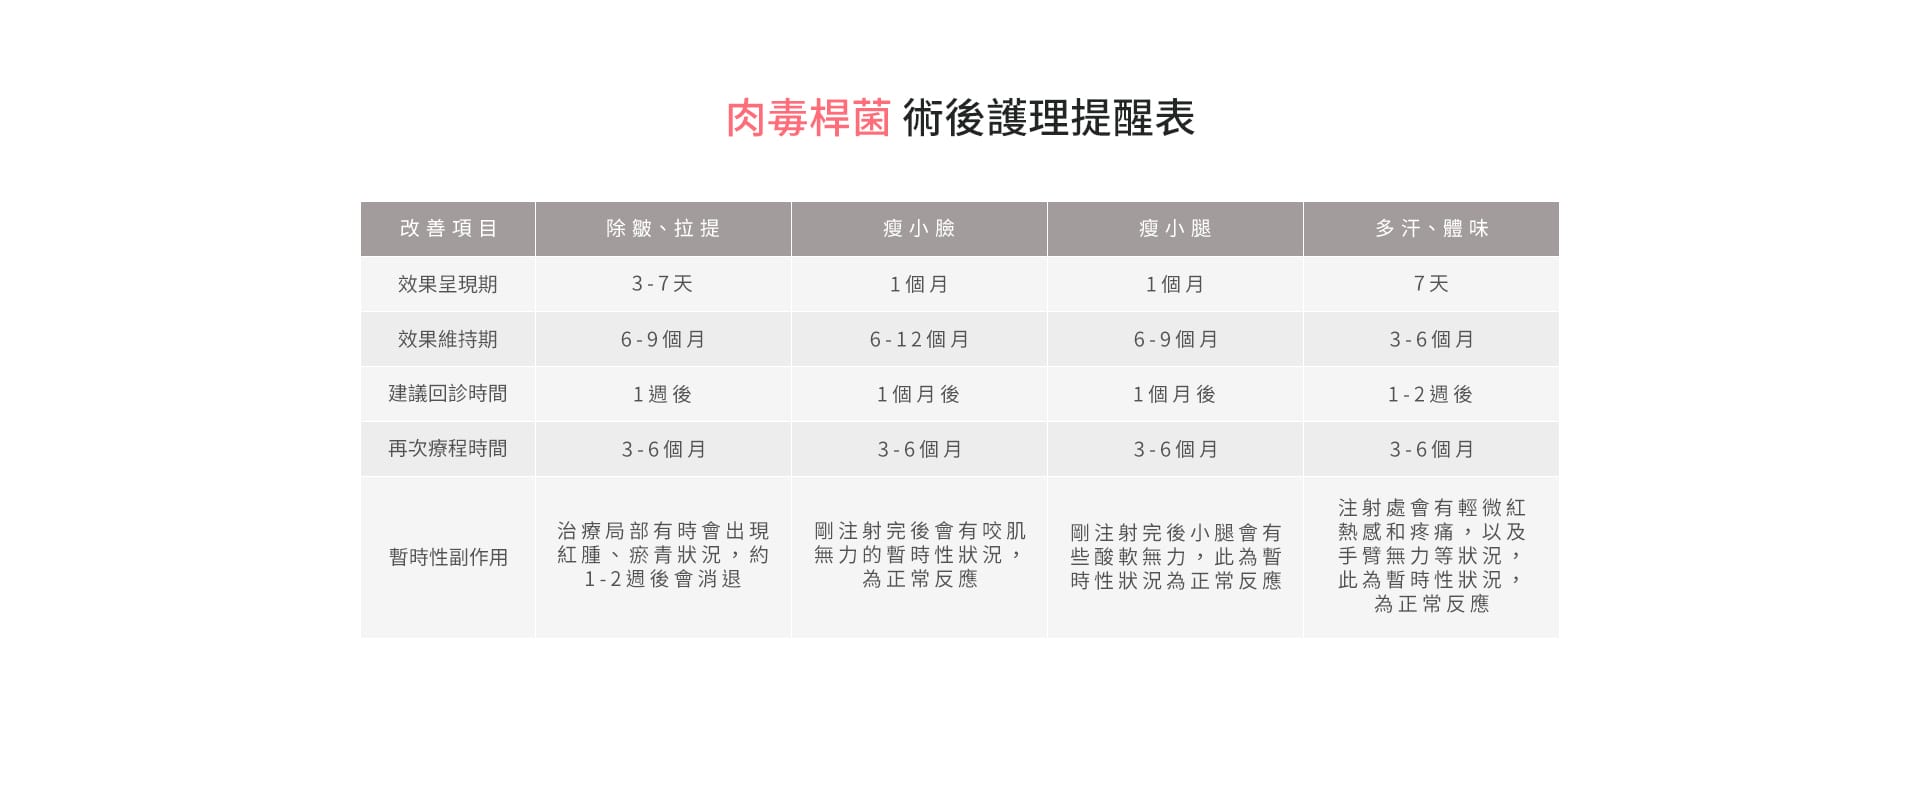 肉毒桿菌 術後護理提醒表
改善項目 除皺、拉提 瘦小臉 瘦小腿 多汗、體味
效果呈現期 3-7天 1個月 1個月 7天
效果維持期 6-9個月 6-12個月 6-9個月 3-6個月
建議回診時間 1週後 1個月後 1個月後 1-2週後
再次療程時間 3-6個月 3-6個月 3-6個月 3-6個月
暫時性副作用
治療局部有時會出現
紅腫、瘀青狀況，約
1-2週後會消退
剛注射完後會有咬肌
無力的暫時性狀況，
為正常反應
剛注射完後小腿會有
些酸軟無力，此為暫
時性狀況為正常反應
注射處會有輕微紅
熱感和疼痛，以及
手臂無力等狀況，
此為暫時性狀況，
為正常反應